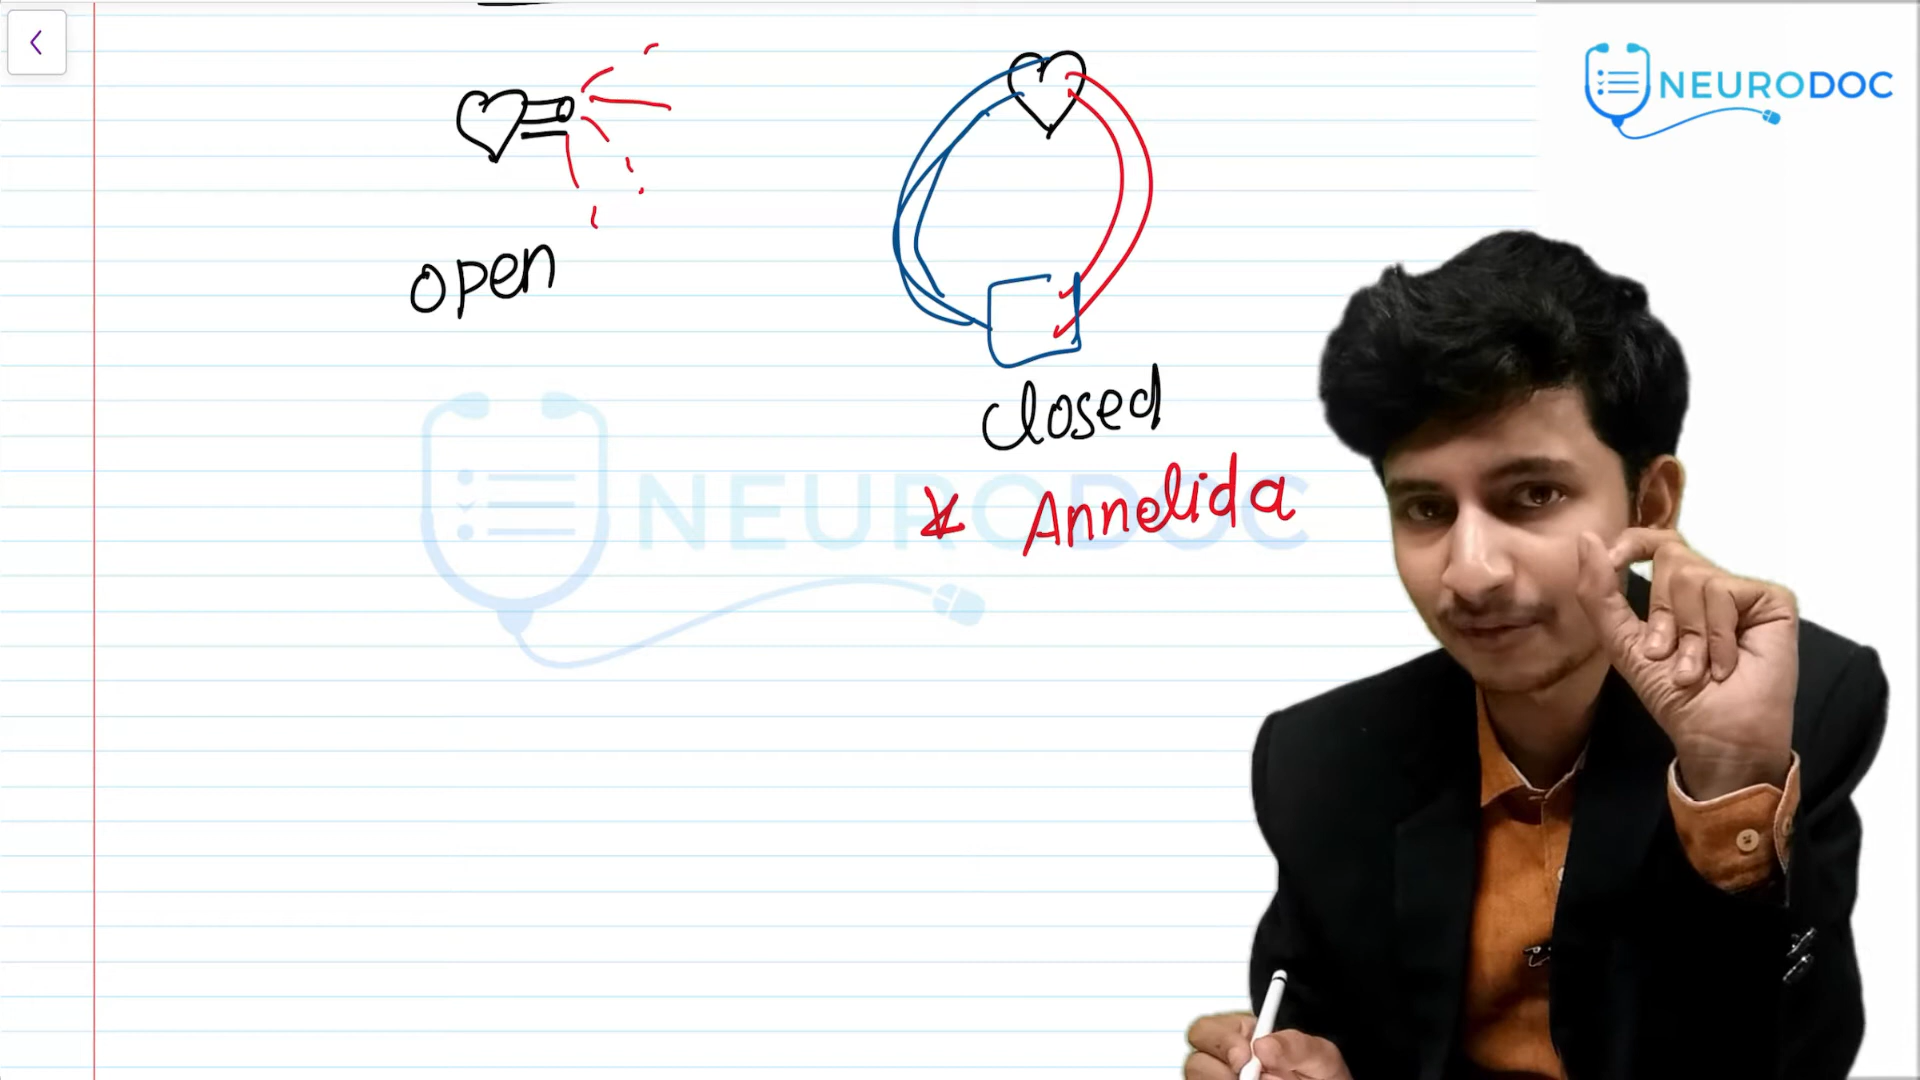 NEURODOC
open
closed
* Annelida
NEURODOC